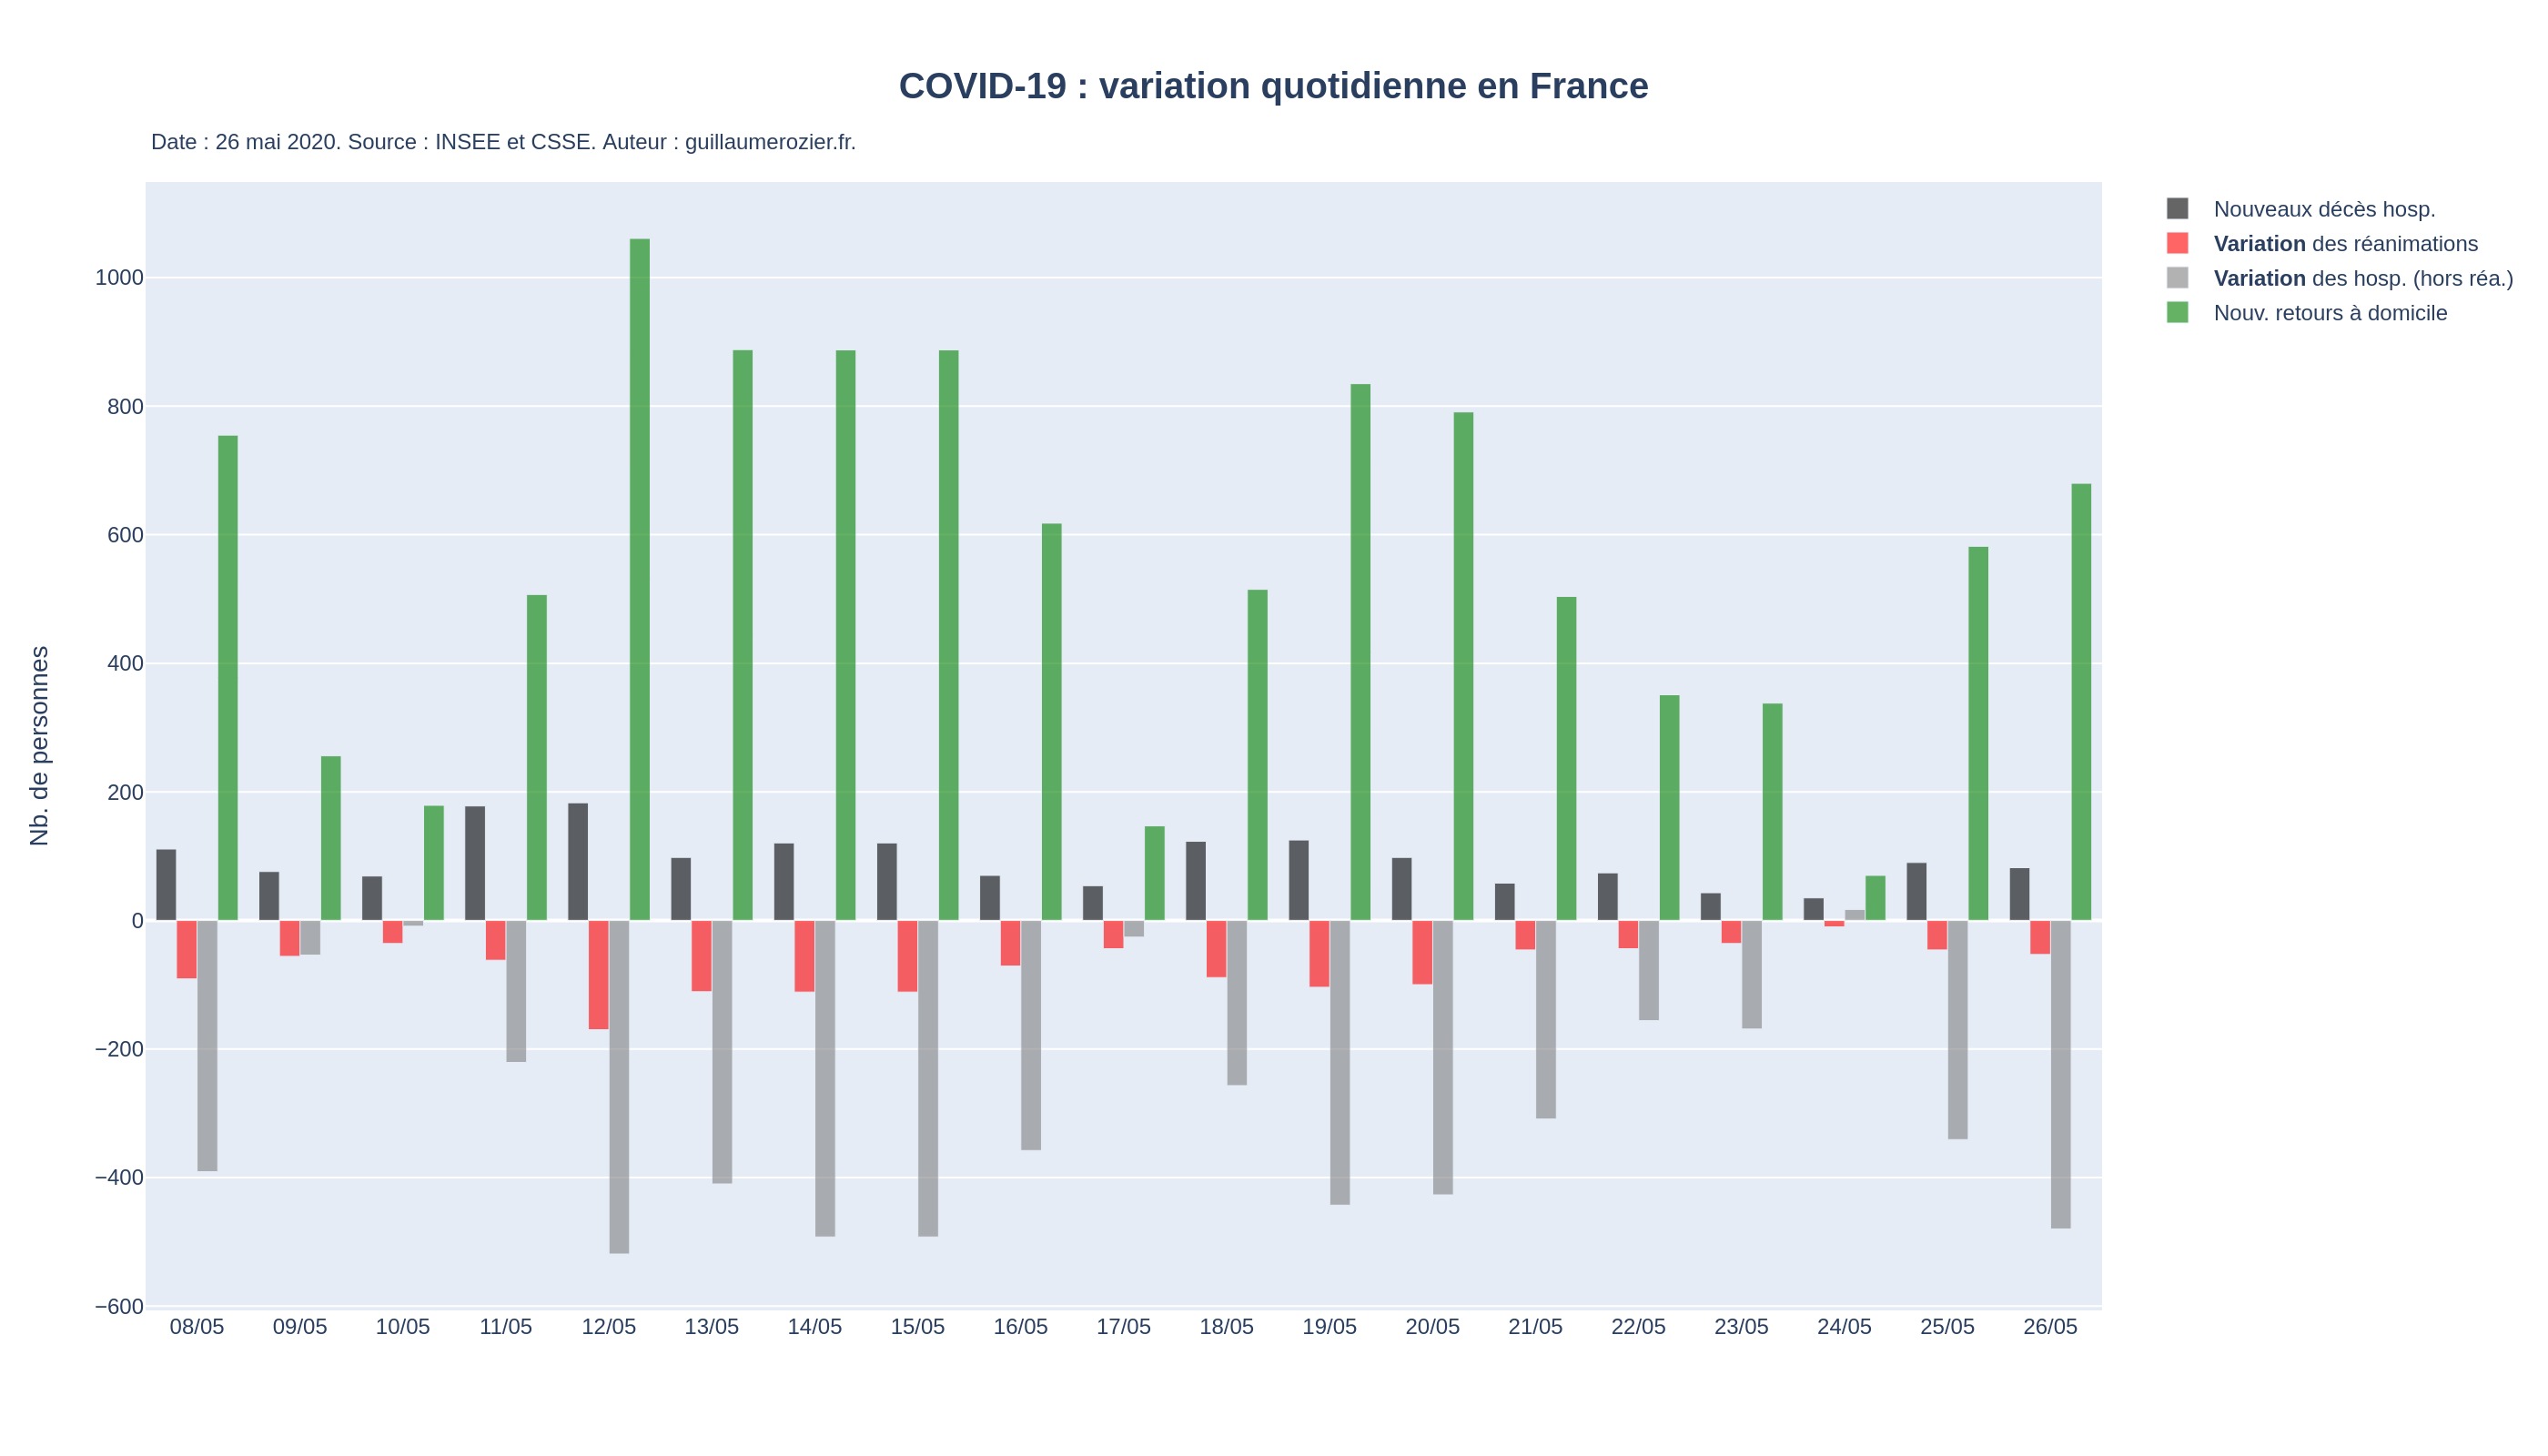 COVID-19 : variation quotidienne en France
Date : 26 mai 2020. Source : INSEE et CSSE. Auteur : guillaumerozier.fr.
Nouveaux décès hosp.
Variation des réanimations
Variation des hosp. (hors réa.)
Nouv. retours à domicile
Nb. de personnes
1000
800
600
400
200
0
−200
−400
−600
08/05 09/05 10/05 11/05 12/05 13/05 14/05 15/05 16/05 17/05 18/05 19/05 20/05 21/05 22/05 23/05 24/05 25/05 26/05